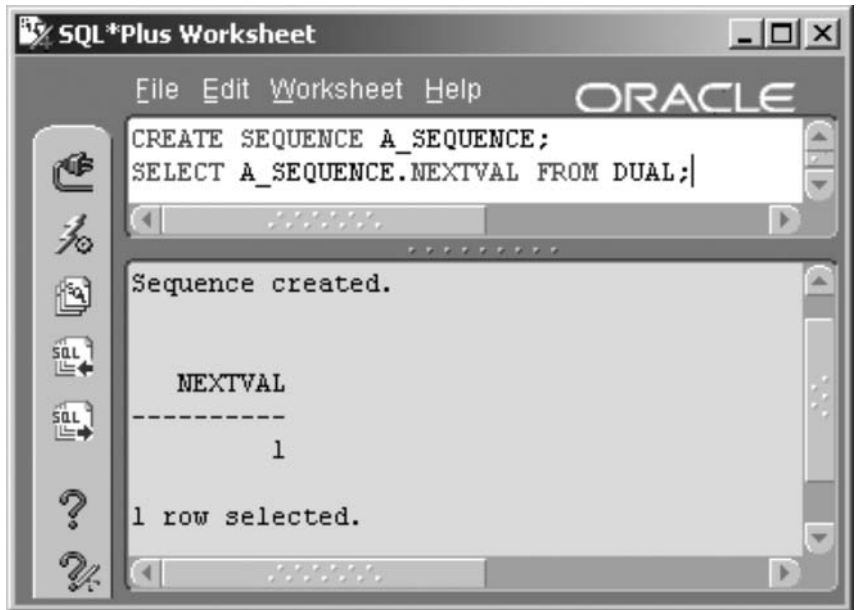 SQL*Plus Worksheet
File Edit Worksheet Help
ORACLE
CREATE SEQUENCE A_SEQUENCE;
SELECT A_SEQUENCE.NEXTVAL FROM DUAL;
Sequence created.
NEXTVAL
----------
1
1 row selected.
SQL
SQL
SQL